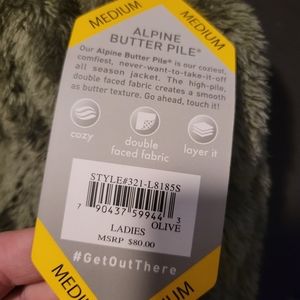 MEDIUM
MEDIUM
ALPINE
BUTTER PILE®
Our Alpine Butter Pile® is our coziest,
comfiest, never-want-to-take-it-off
all season jacket. The high-pile,
double faced fabric creates a smooth
as butter texture. Go ahead, touch it!
cozy
double
faced fabric
layer it
STYLE#321-L8185S
7 90437 59944 3
OLIVE
LADIES
MSRP $80.00
#GetOutThere
MEDIUM